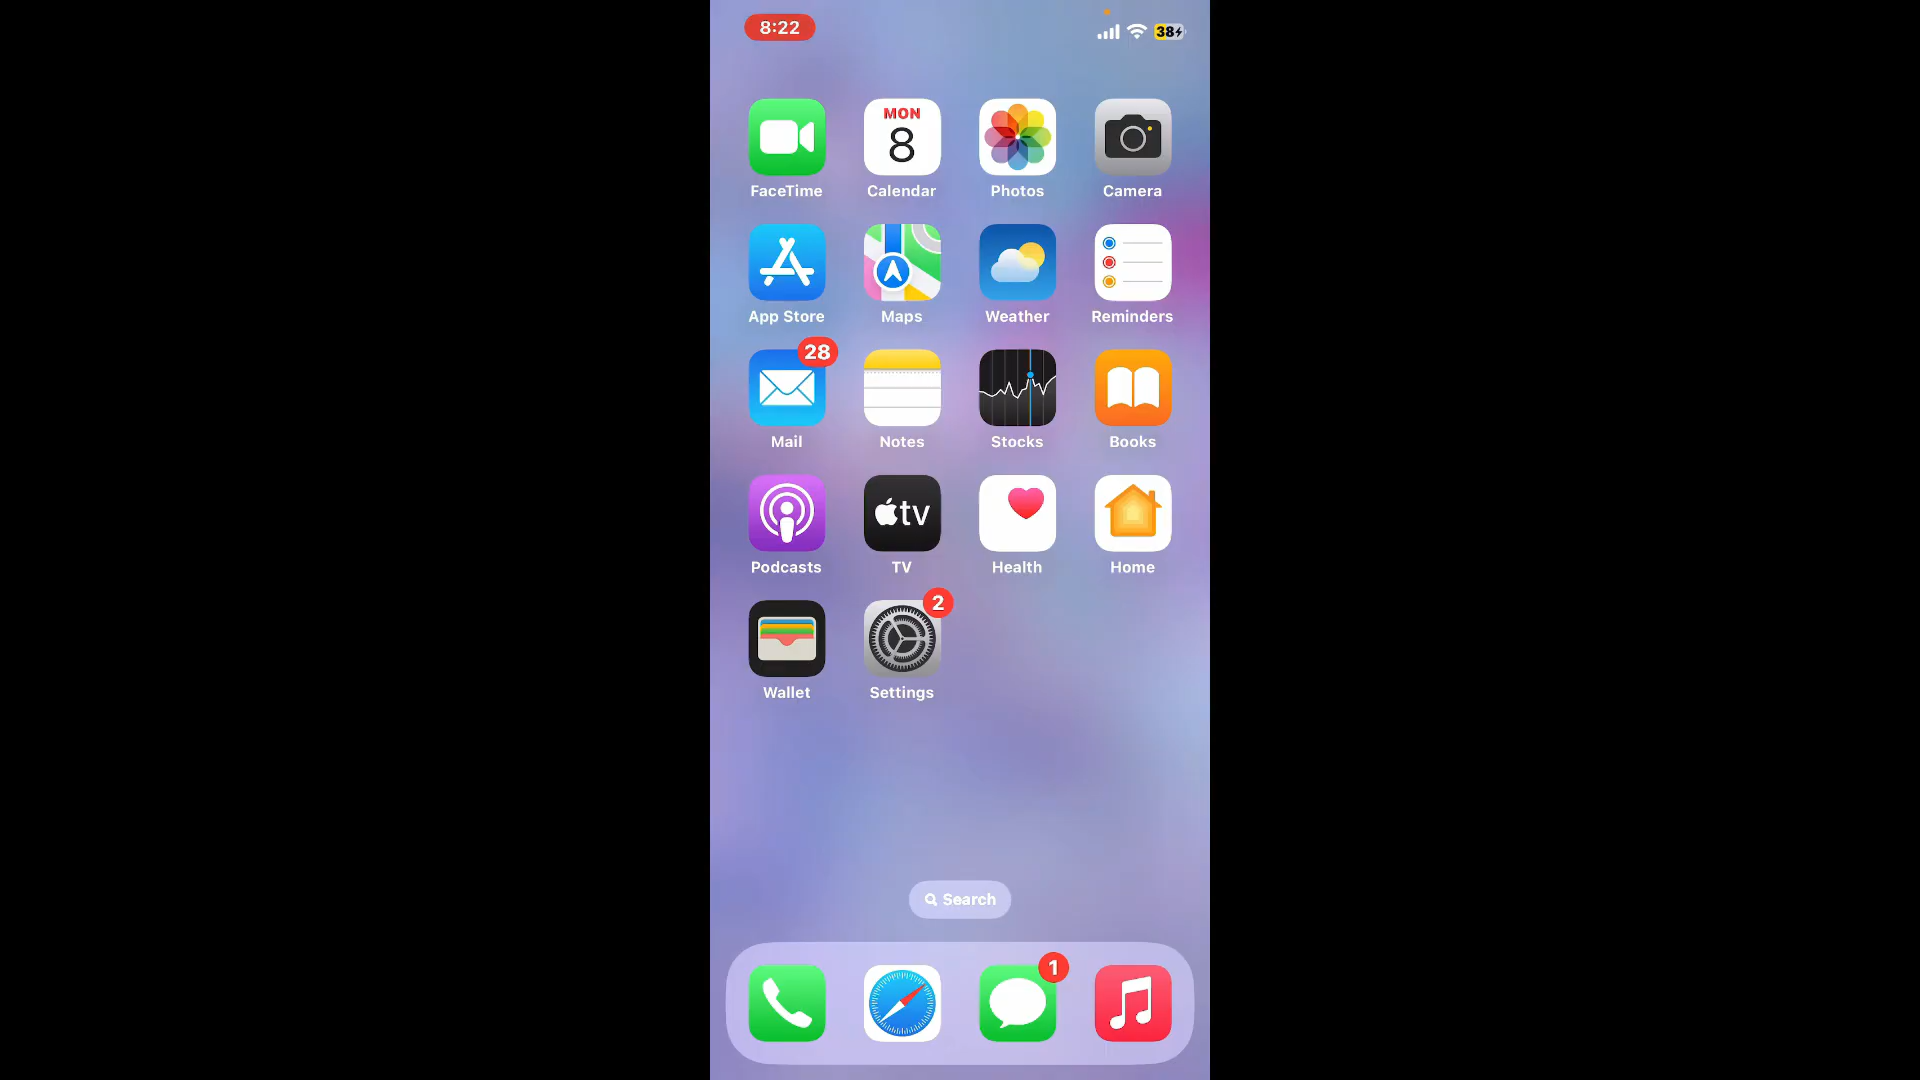 8:22
38
MON
8
FaceTime
Calendar
Photos
Camera
App Store
Maps
Weather
Reminders
28
Mail
Notes
Stocks
Books
tv
Podcasts
TV
Health
Home
2
Wallet
Settings
Search
1